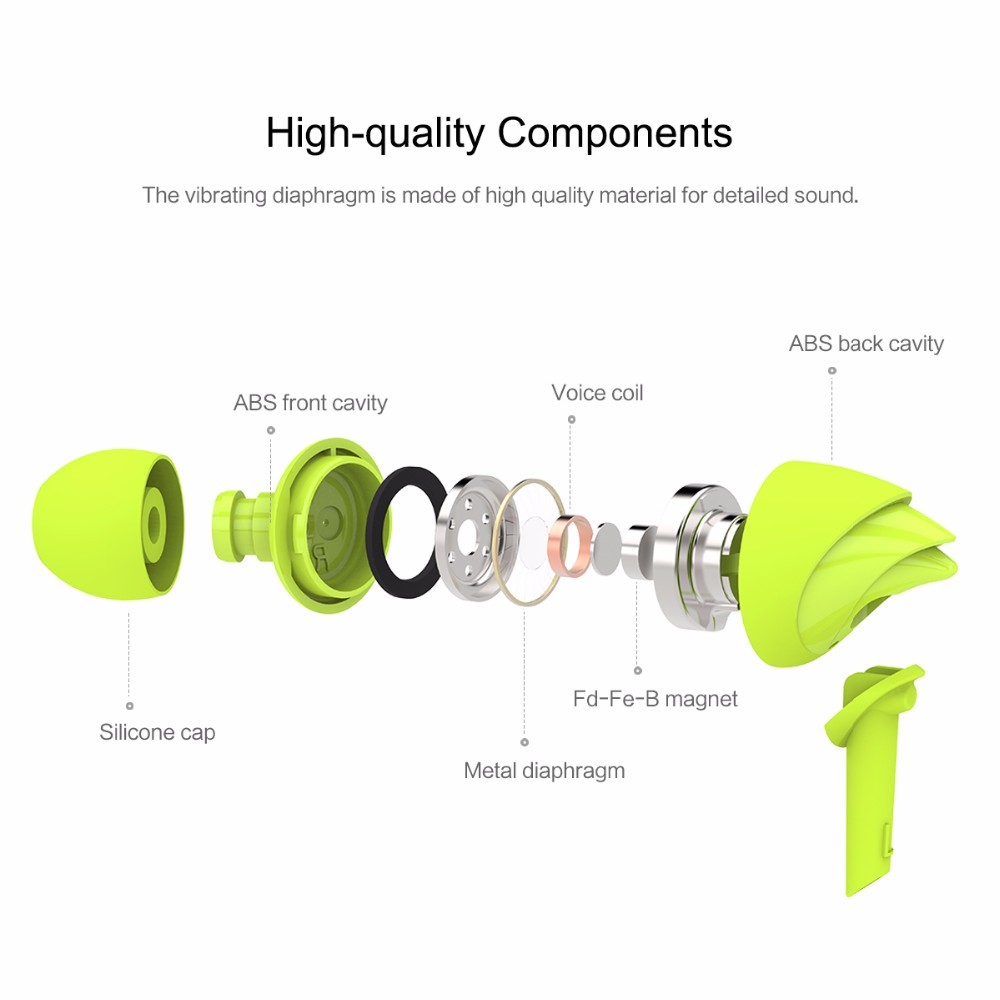 High-quality Components
The vibrating diaphragm is made of high quality material for detailed sound.
ABS back cavity
Voice coil
ABS front cavity
Fd-Fe-B magnet
Silicone cap
Metal diaphragm